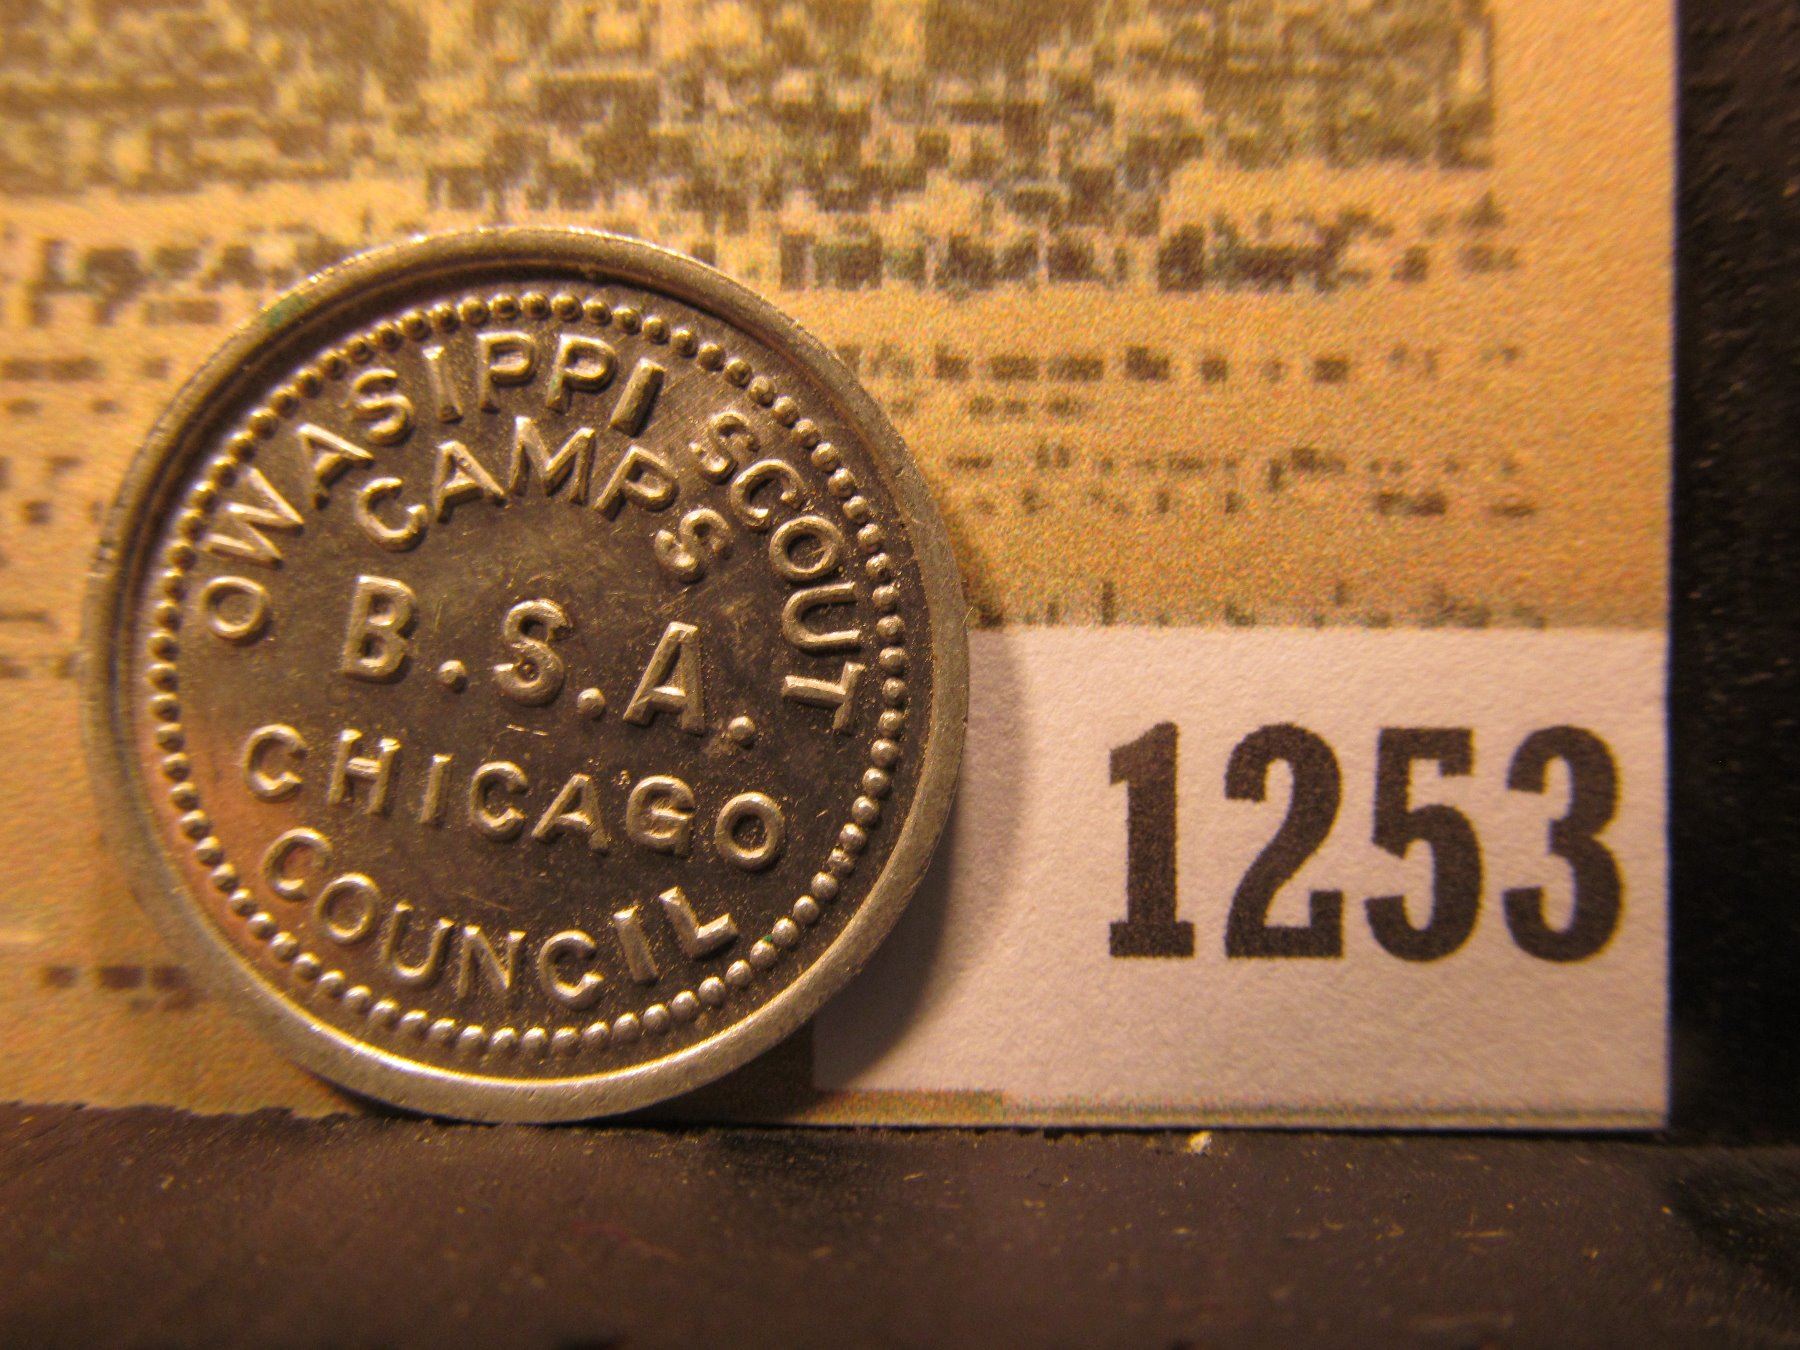 OWASIPPI SCOUT
CAMPS
B.S.A.
CHICAGO
COUNCIL
1253